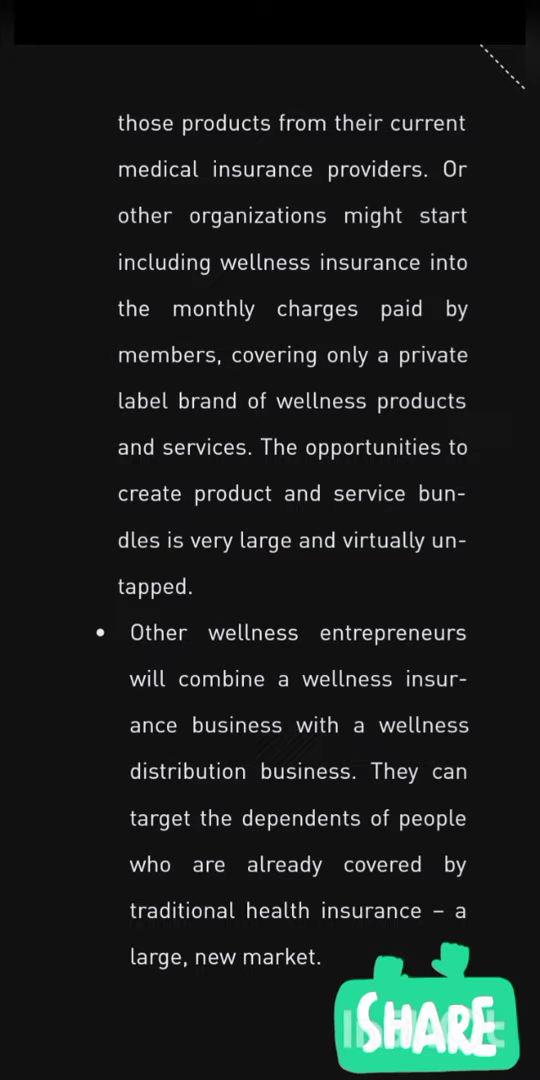 those products from their current
medical insurance providers. Or
other organizations might start
including wellness insurance into
the monthly charges paid by
members, covering only a private
label brand of wellness products
and services. The opportunities to
create product and service bun-
dles is very large and virtually un-
tapped.
• Other wellness entrepreneurs
will combine a wellness insur-
ance business with a wellness
distribution business. They can
target the dependents of people
who are already covered by
traditional health insurance – a
large, new market.
SHARE